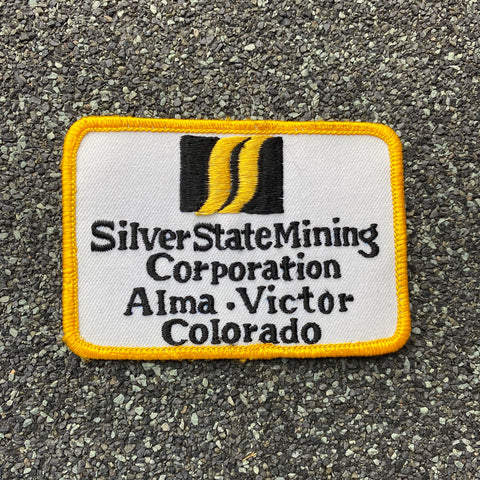 Silver State Mining
Corporation
Alma · Victor
Colorado